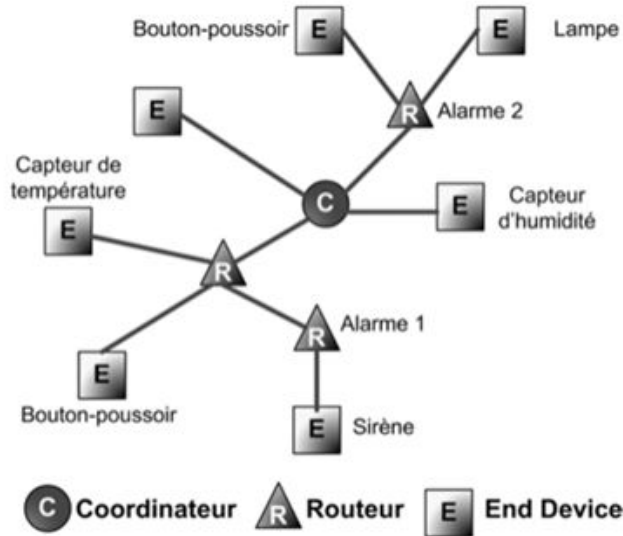 Bouton-poussoir
E
E
Lampe
E
R
Alarme 2
Capteur de
température
C
E
Capteur
d'humidité
E
R
R
Alarme 1
E
Bouton-poussoir
E
Sirène
C Coordinateur
R Routeur
E End Device